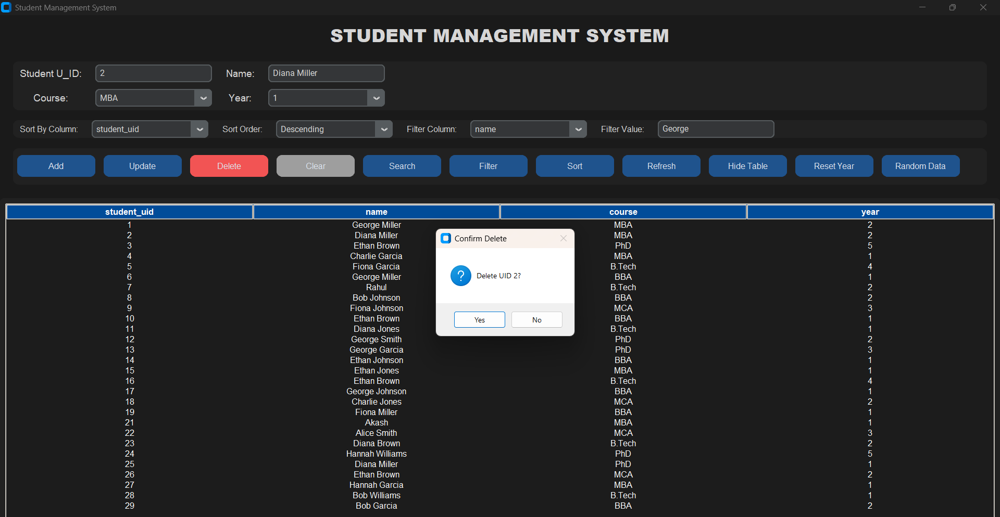 Student Management System
STUDENT MANAGEMENT SYSTEM
Student U_ID: 2 Name: Diana Miller
Course: MBA Year: 1
Sort By Column: student_uid Sort Order: Descending Filter Column: name Filter Value: George
Add Update Delete Clear Search Filter Sort Refresh Hide Table Reset Year Random Data
student_uid name course year
1 George Miller MBA 2
2 Diana Miller MBA 2
3 Ethan Brown PhD 5
4 Charlie Garcia MBA 1
5 Fiona Garcia B.Tech 4
6 George Miller BBA 1
7 Rahul B.Tech 2
8 Bob Johnson BBA 2
9 Fiona Johnson MCA 3
10 Ethan Brown BBA 1
11 Diana Jones B.Tech 1
12 George Smith PhD 2
13 George Garcia PhD 3
14 Ethan Johnson BBA 1
15 Ethan Jones MBA 1
16 Ethan Brown B.Tech 4
17 George Johnson BBA 1
18 Charlie Jones MCA 2
19 Fiona Miller BBA 1
21 Akash MBA 1
22 Alice Smith MCA 3
23 Diana Brown B.Tech 2
24 Hannah Williams PhD 5
25 Diana Miller PhD 1
26 Ethan Brown MCA 2
27 Hannah Garcia MBA 1
28 Bob Williams B.Tech 1
29 Bob Garcia BBA 2
Confirm Delete
? Delete UID 2?
Yes No